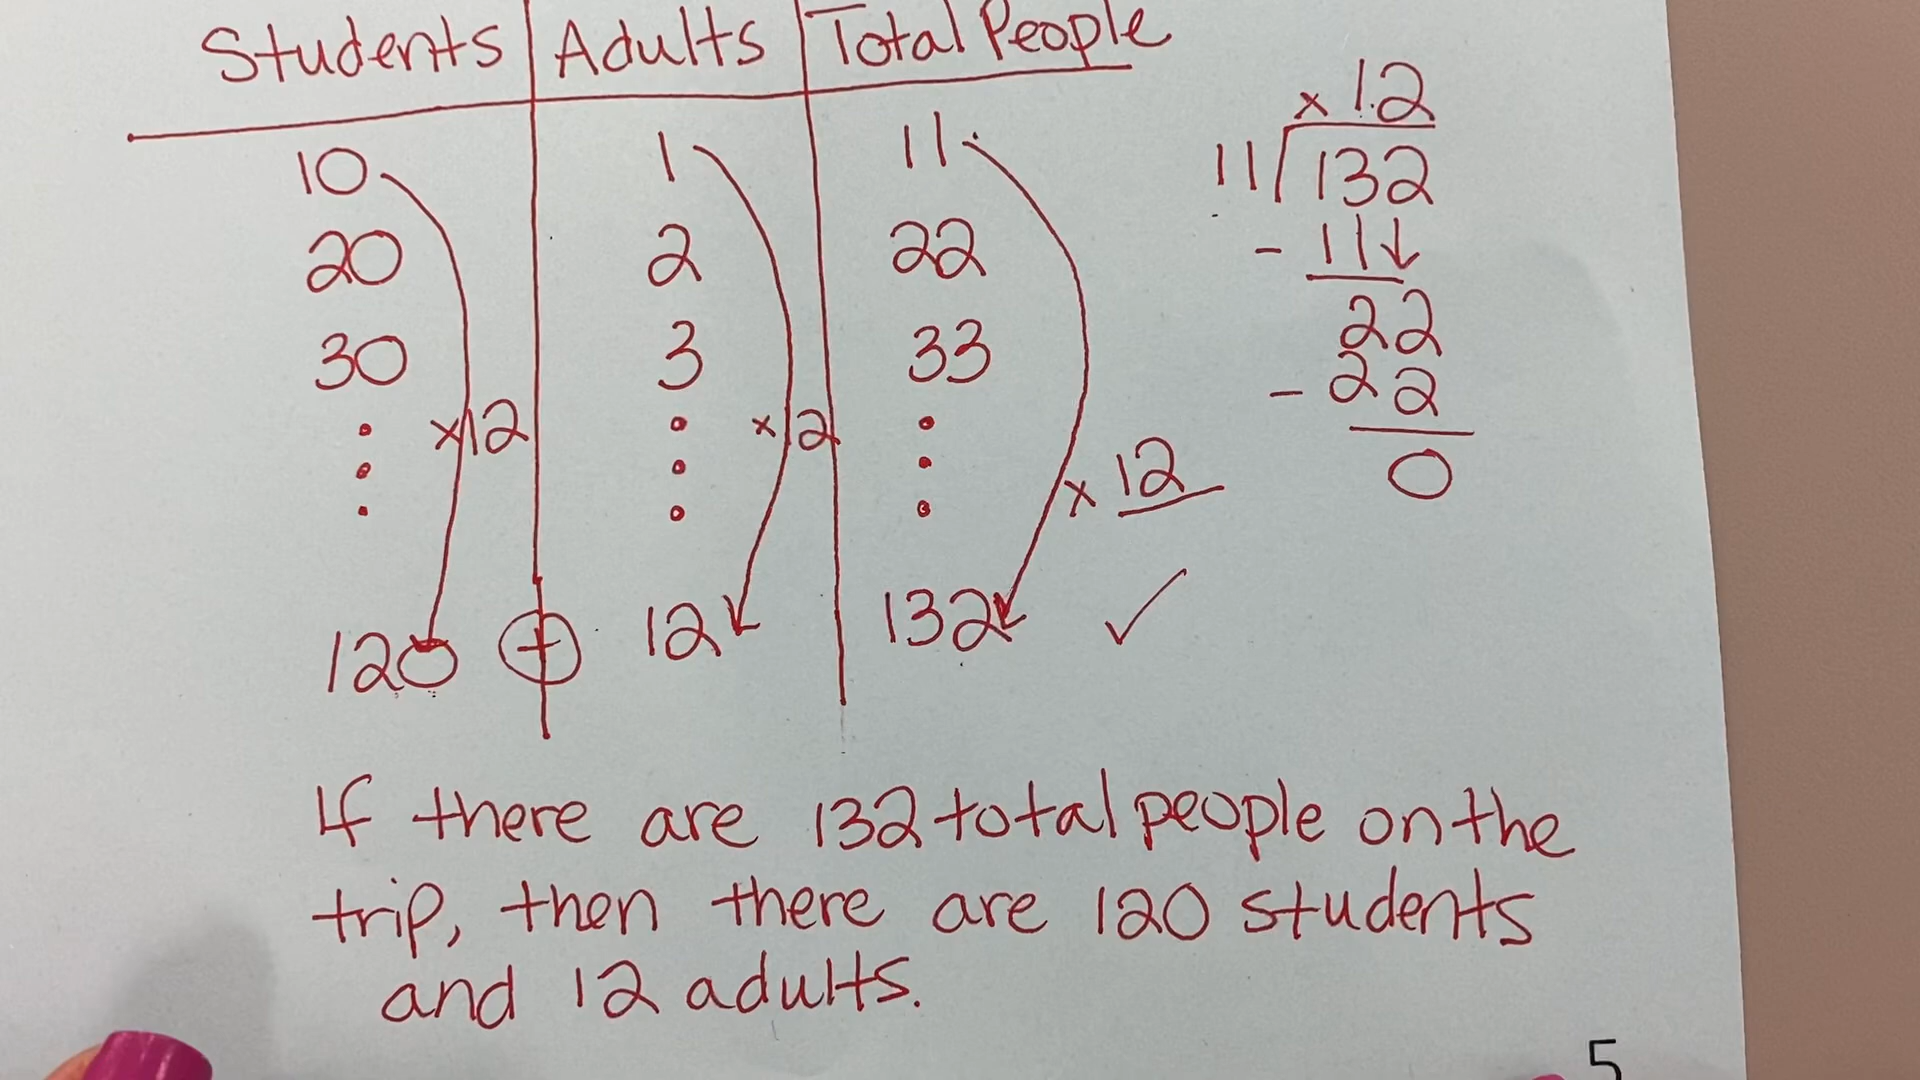 Students Adults Total People
10 1 11
20 2 22
30 3 33
x12 x12 x 12
120 + 12 132 ✓
x 12
11 132
- 11↓
22
- 22
0
If there are 132 total people on the
trip, then there are 120 students
and 12 adults.
5